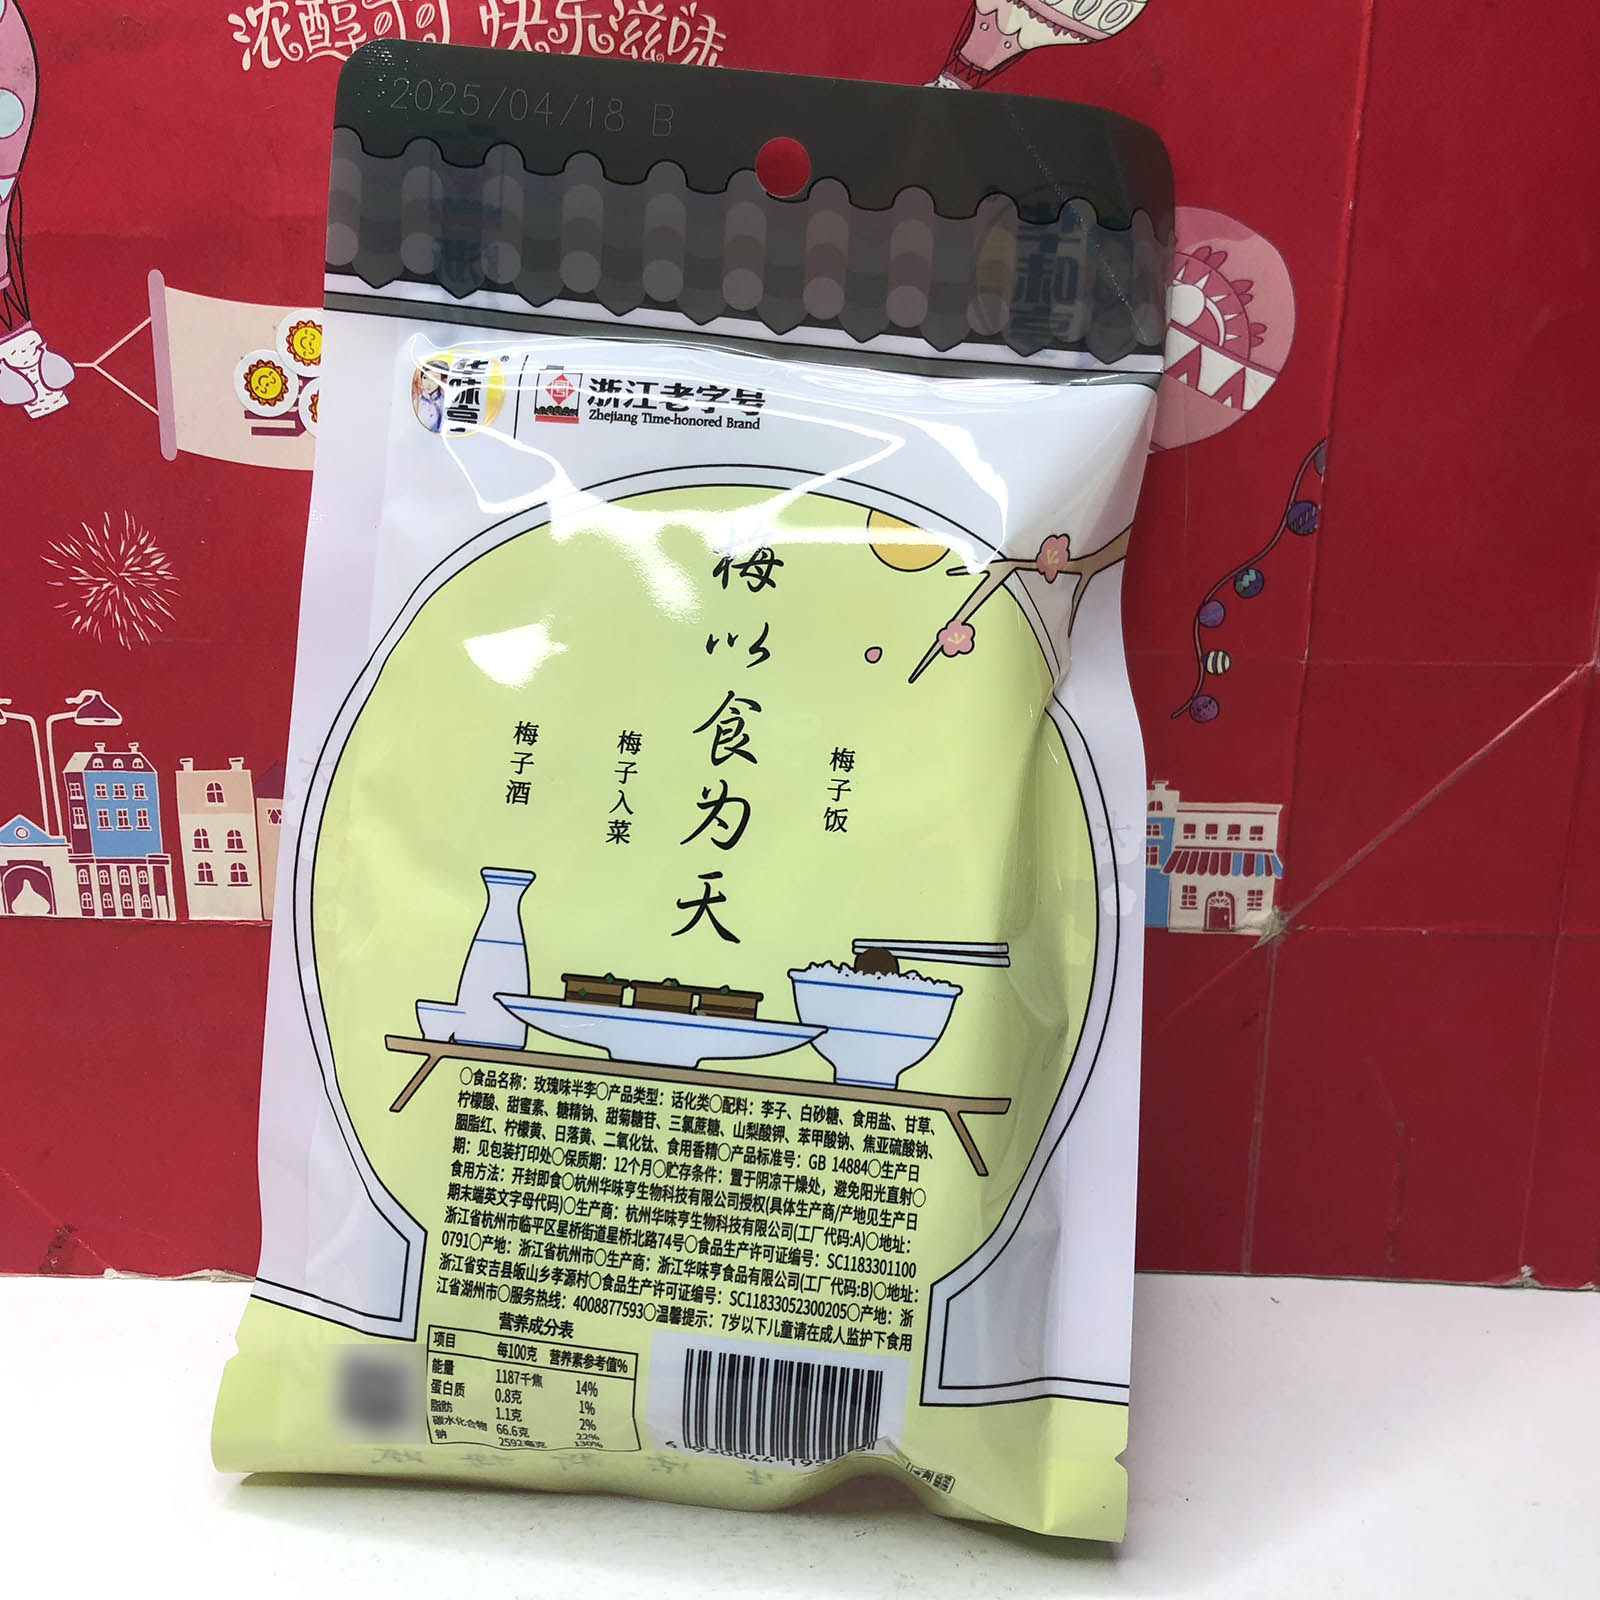 浓醇
快乐滋味
2025/04/18 B
华味亨®
浙江老字号
Zhejiang Time-honored Brand
梅以食为天
梅子酒
梅子入菜
梅子饭
○食品名称：玫瑰味半李○产品类型：话化类○配料：李子、白砂糖、食用盐、甘草、
柠檬酸、甜蜜素、糖精钠、甜菊糖苷、三氯蔗糖、山梨酸钾、苯甲酸钠、焦亚硫酸钠、
胭脂红、柠檬黄、日落黄、二氧化钛、食用香精○产品标准号：GB 14884○生产日
期：见包装打印处○保质期：12个月○贮存条件：置于阴凉干燥处，避免阳光直射○
食用方法：开封即食○杭州华味亨生物科技有限公司授权(具体生产商/产地见生产日
期末端英文字母代码)○生产商：杭州华味亨生物科技有限公司(工厂代码:A)○地址：
浙江省杭州市临平区星桥街道星桥北路74号○食品生产许可证编号：SC1183301100
0791○产地：浙江省杭州市○生产商：浙江华味亨食品有限公司(工厂代码:B)○地址：
浙江省安吉县皈山乡孝源村○食品生产许可证编号：SC11833052300205○产地：浙
江省湖州市○服务热线：4008877593○温馨提示：7岁以下儿童请在成人监护下食用
营养成分表
项目 每100克 营养素参考值%
能量 1187千焦 14%
蛋白质 0.8克 1%
脂肪 1.1克 2%
碳水化合物 66.6克 22%
钠 2592毫克 130%